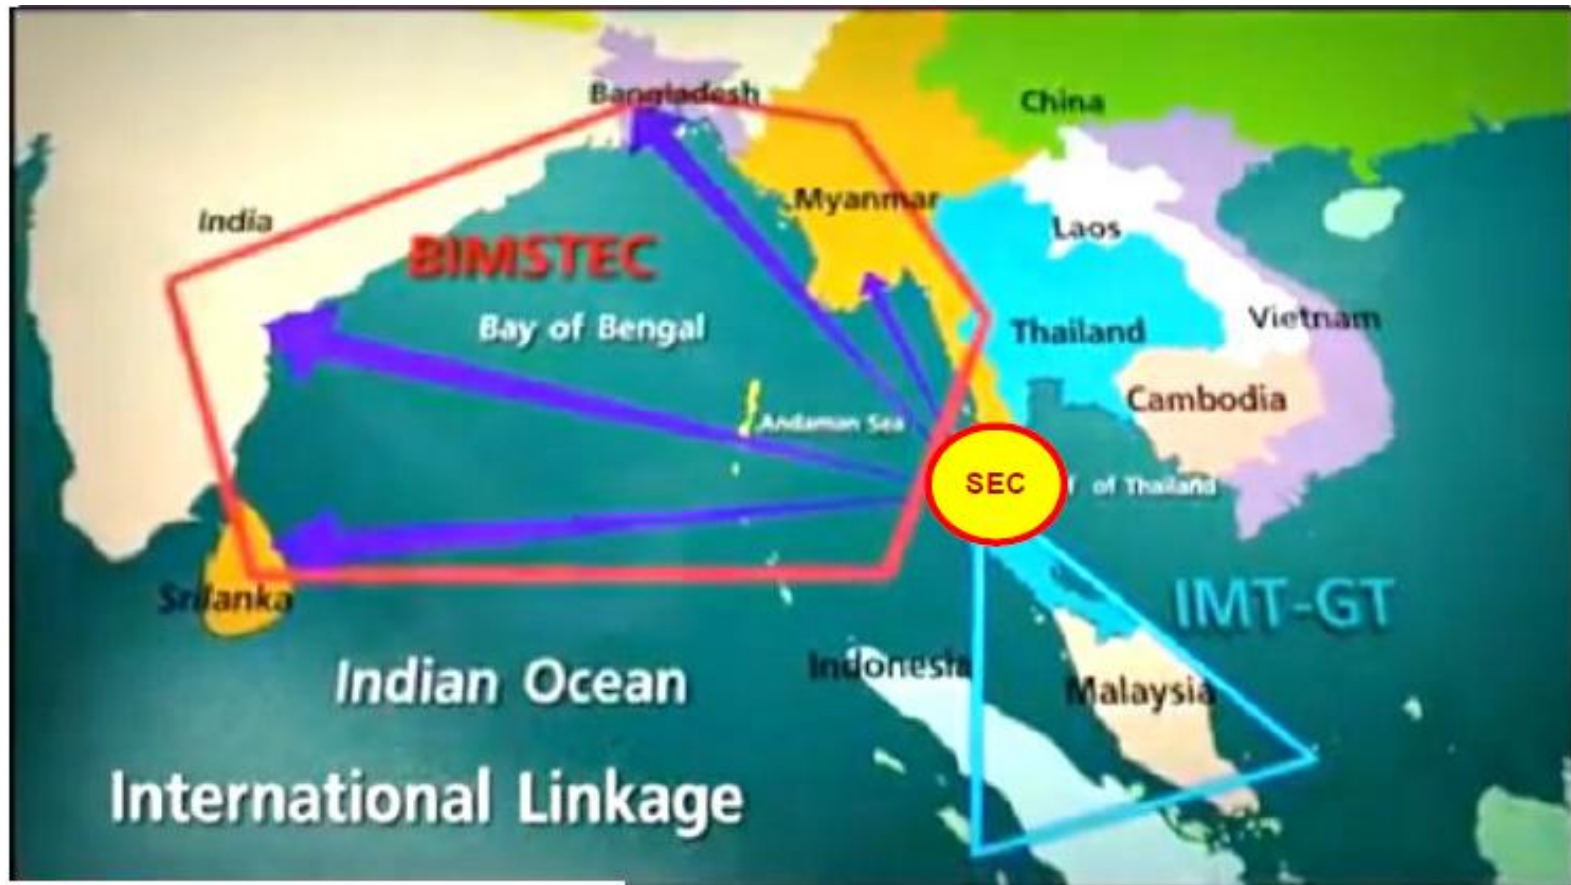 Bangladesh
China
India
Myanmar
Laos
BIMSTEC
Bay of Bengal
Thailand
Vietnam
Cambodia
Andaman Sea
SEC
f of Thailand
Srilanka
IMT-GT
Indian Ocean
Indonesia
Malaysia
International Linkage